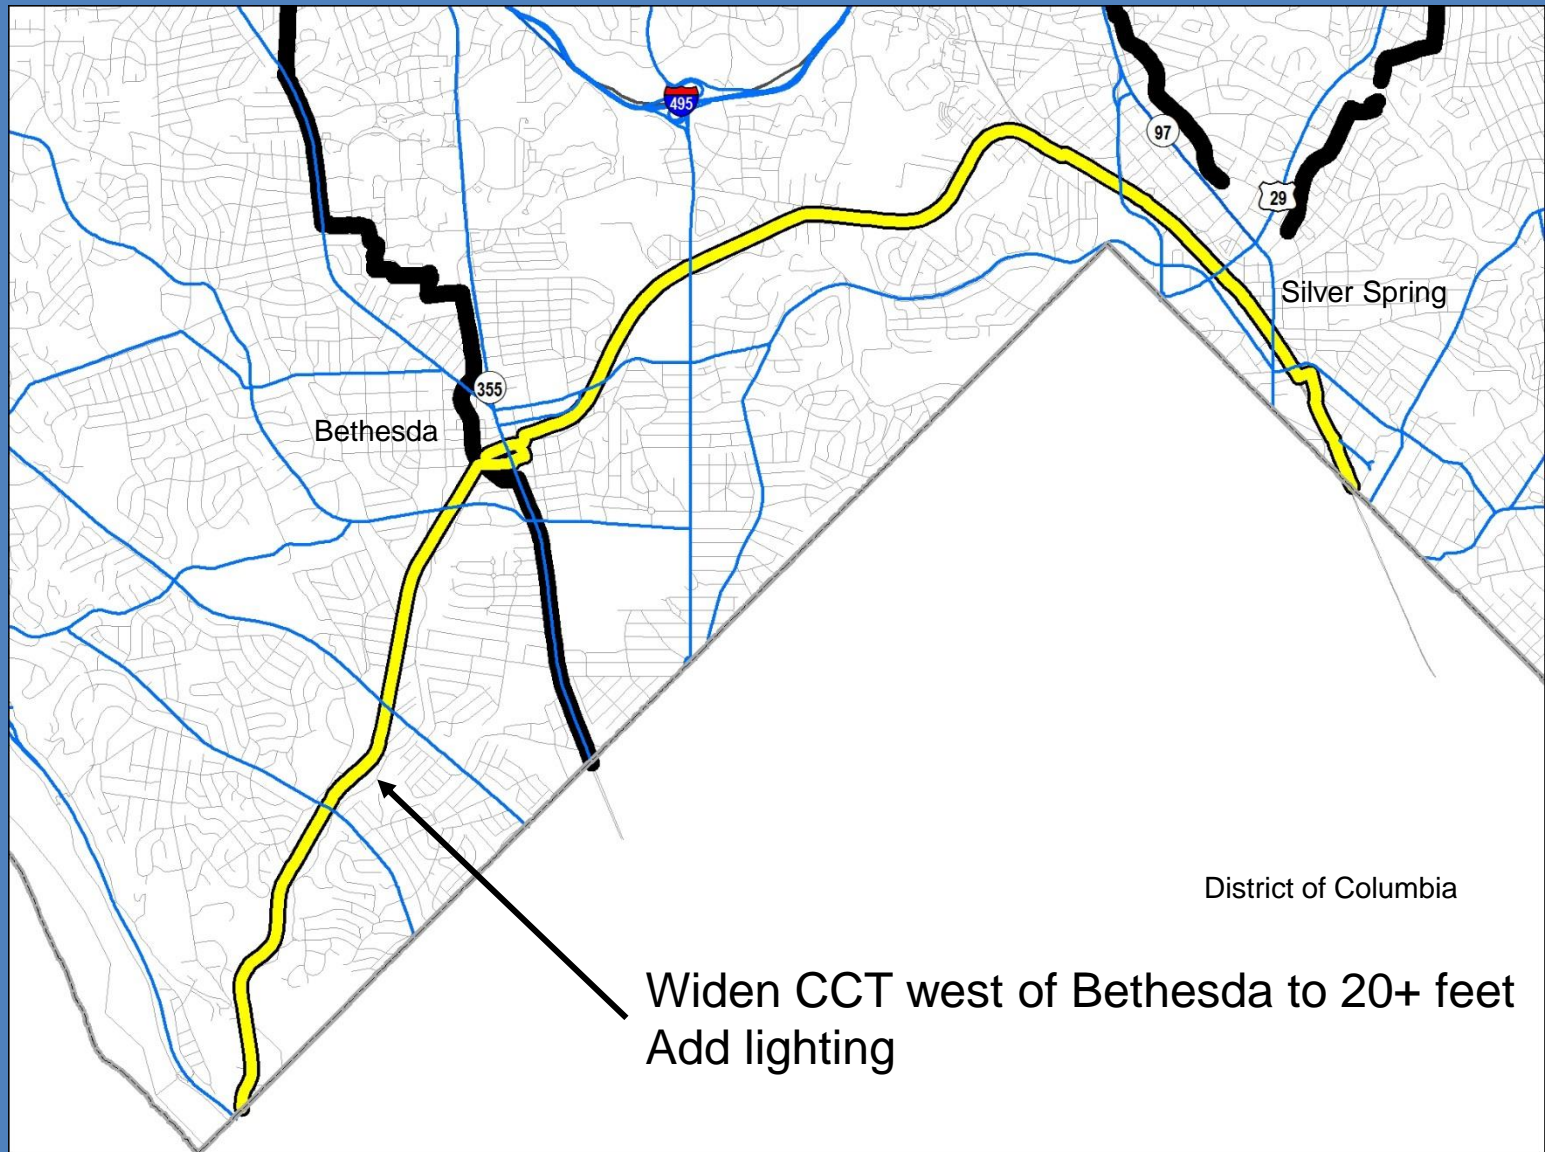 495
97
29
Silver Spring
355
Bethesda
District of Columbia
Widen CCT west of Bethesda to 20+ feet
Add lighting